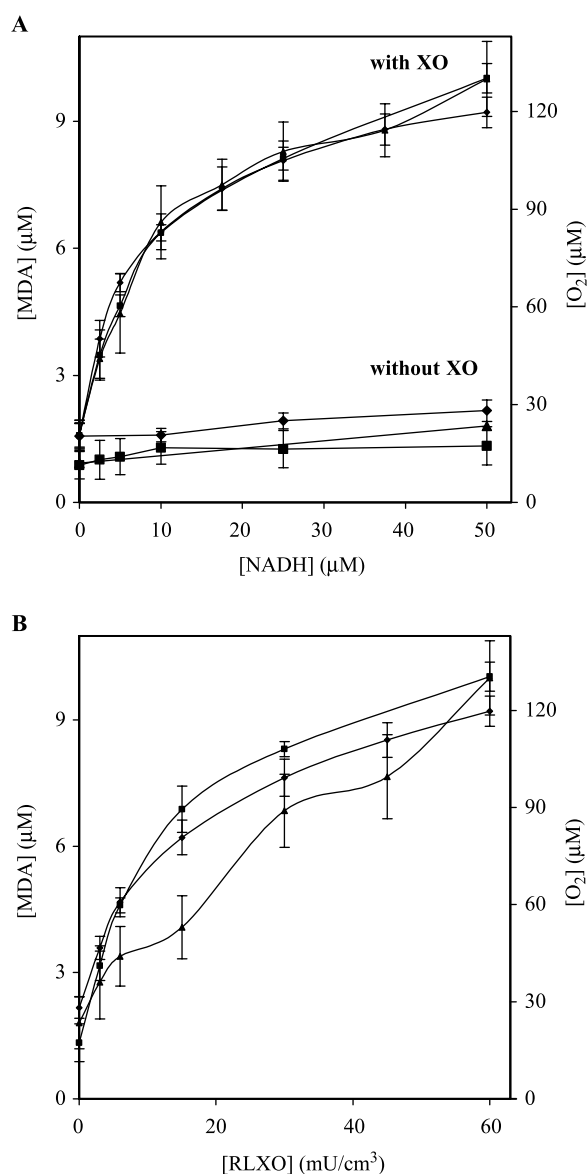 A
with XO
without XO
[MDA] (μM)
9
6
3
0
120
90
60
30
0
[O₂] (μM)
0 10 20 30 40 50
[NADH] (μM)
B
[MDA] (μM)
9
6
3
0
120
90
60
30
0
[O₂] (μM)
0 20 40 60
[RLXO] (mU/cm³)